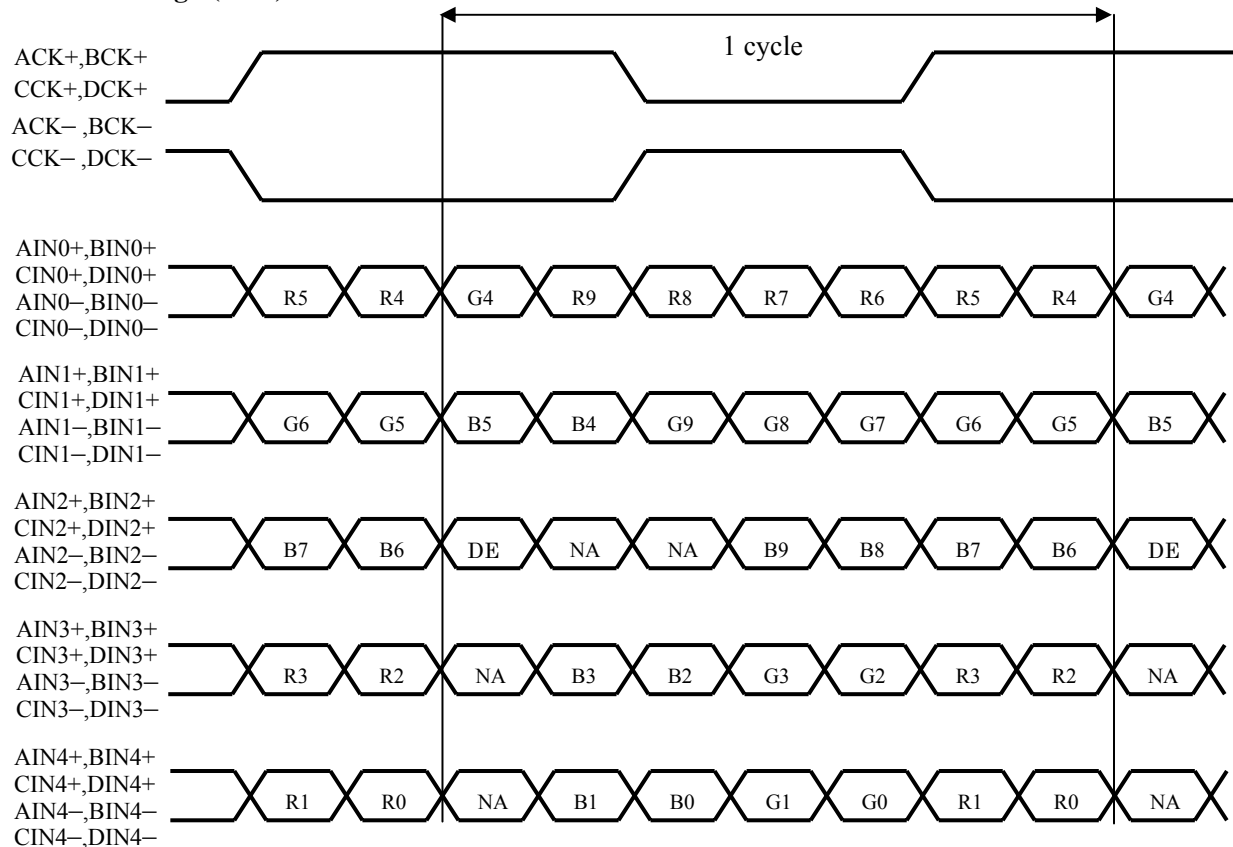 1 cycle
ACK+,BCK+
CCK+,DCK+
ACK− ,BCK−
CCK− ,DCK−
AIN0+,BIN0+
CIN0+,DIN0+
AIN0−,BIN0−
CIN0−,DIN0−
R5 R4 G4 R9 R8 R7 R6 R5 R4 G4
AIN1+,BIN1+
CIN1+,DIN1+
AIN1−,BIN1−
CIN1−,DIN1−
G6 G5 B5 B4 G9 G8 G7 G6 G5 B5
AIN2+,BIN2+
CIN2+,DIN2+
AIN2−,BIN2−
CIN2−,DIN2−
B7 B6 DE NA NA B9 B8 B7 B6 DE
AIN3+,BIN3+
CIN3+,DIN3+
AIN3−,BIN3−
CIN3−,DIN3−
R3 R2 NA B3 B2 G3 G2 R3 R2 NA
AIN4+,BIN4+
CIN4+,DIN4+
AIN4−,BIN4−
CIN4−,DIN4−
R1 R0 NA B1 B0 G1 G0 R1 R0 NA